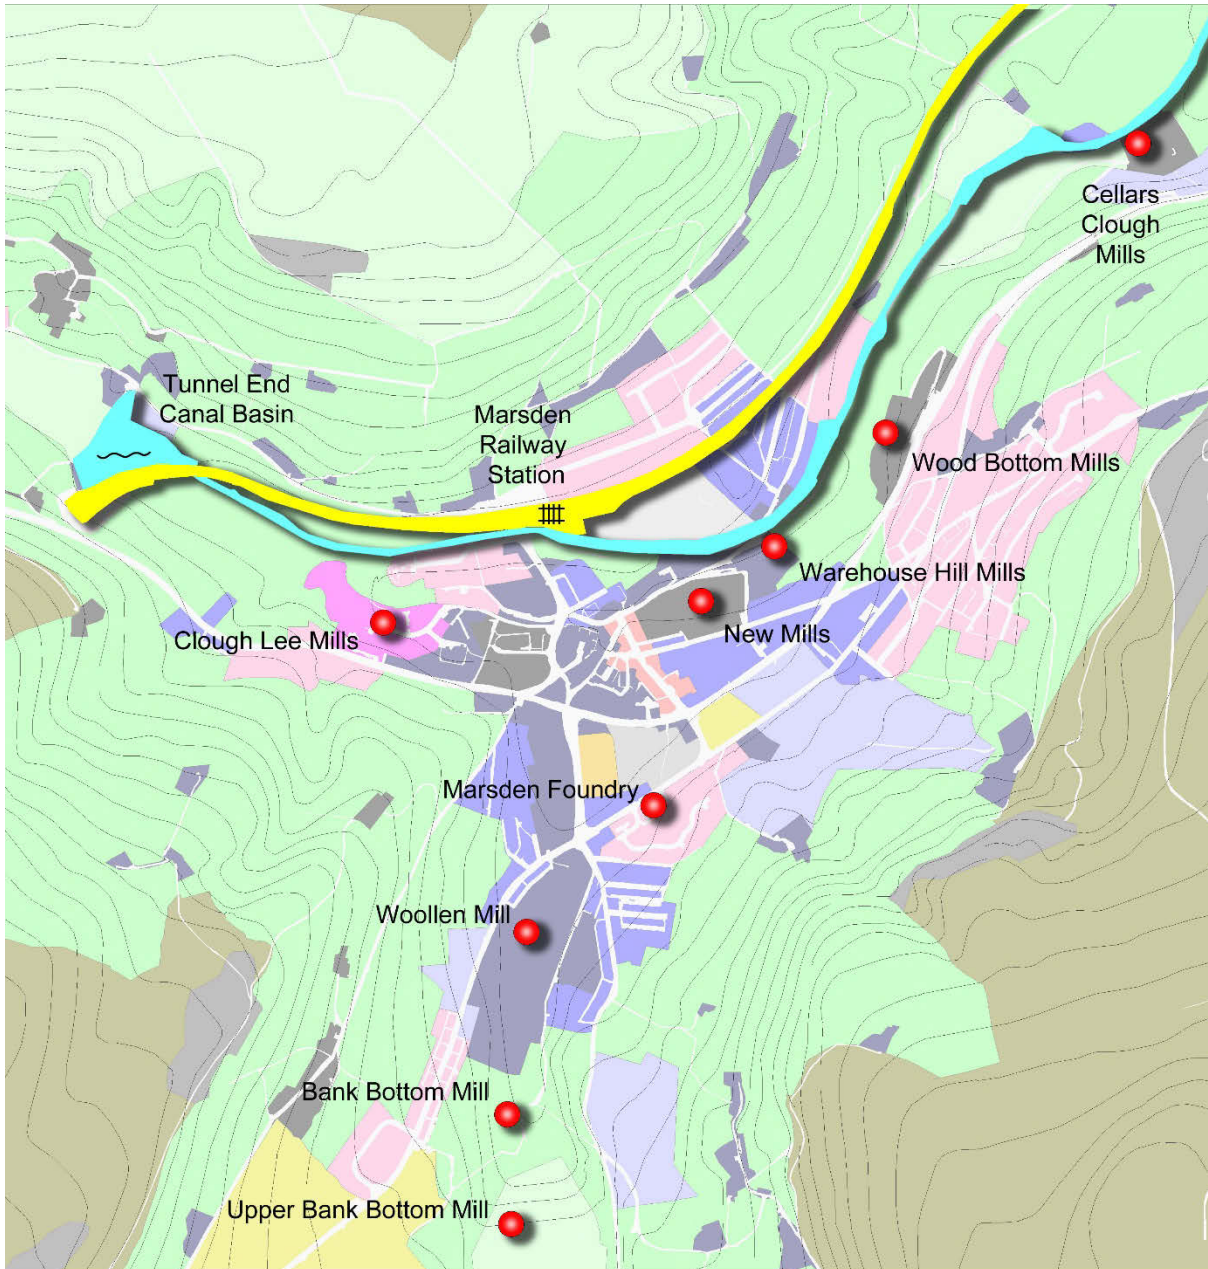 Cellars
Clough
Mills
Tunnel End
Canal Basin
Marsden
Railway
Station
Wood Bottom Mills
Warehouse Hill Mills
New Mills
Clough Lee Mills
Marsden Foundry
Woollen Mill
Bank Bottom Mill
Upper Bank Bottom Mill